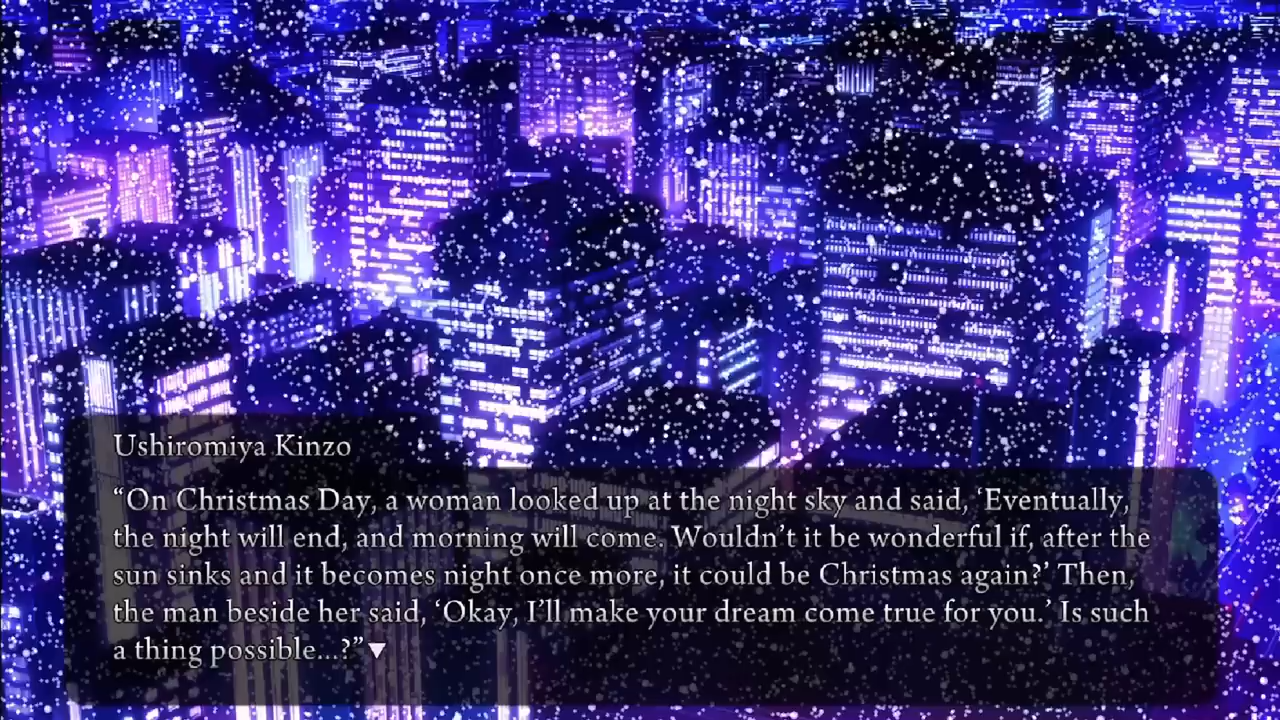 Ushiromiya Kinzo
“On Christmas Day, a woman looked up at the night sky and said, ‘Eventually,
the night will end, and morning will come. Wouldn’t it be wonderful if, after the
sun sinks and it becomes night once more, it could be Christmas again?’ Then,
the man beside her said, ‘Okay, I’ll make your dream come true for you.’ Is such
a thing possible...?”